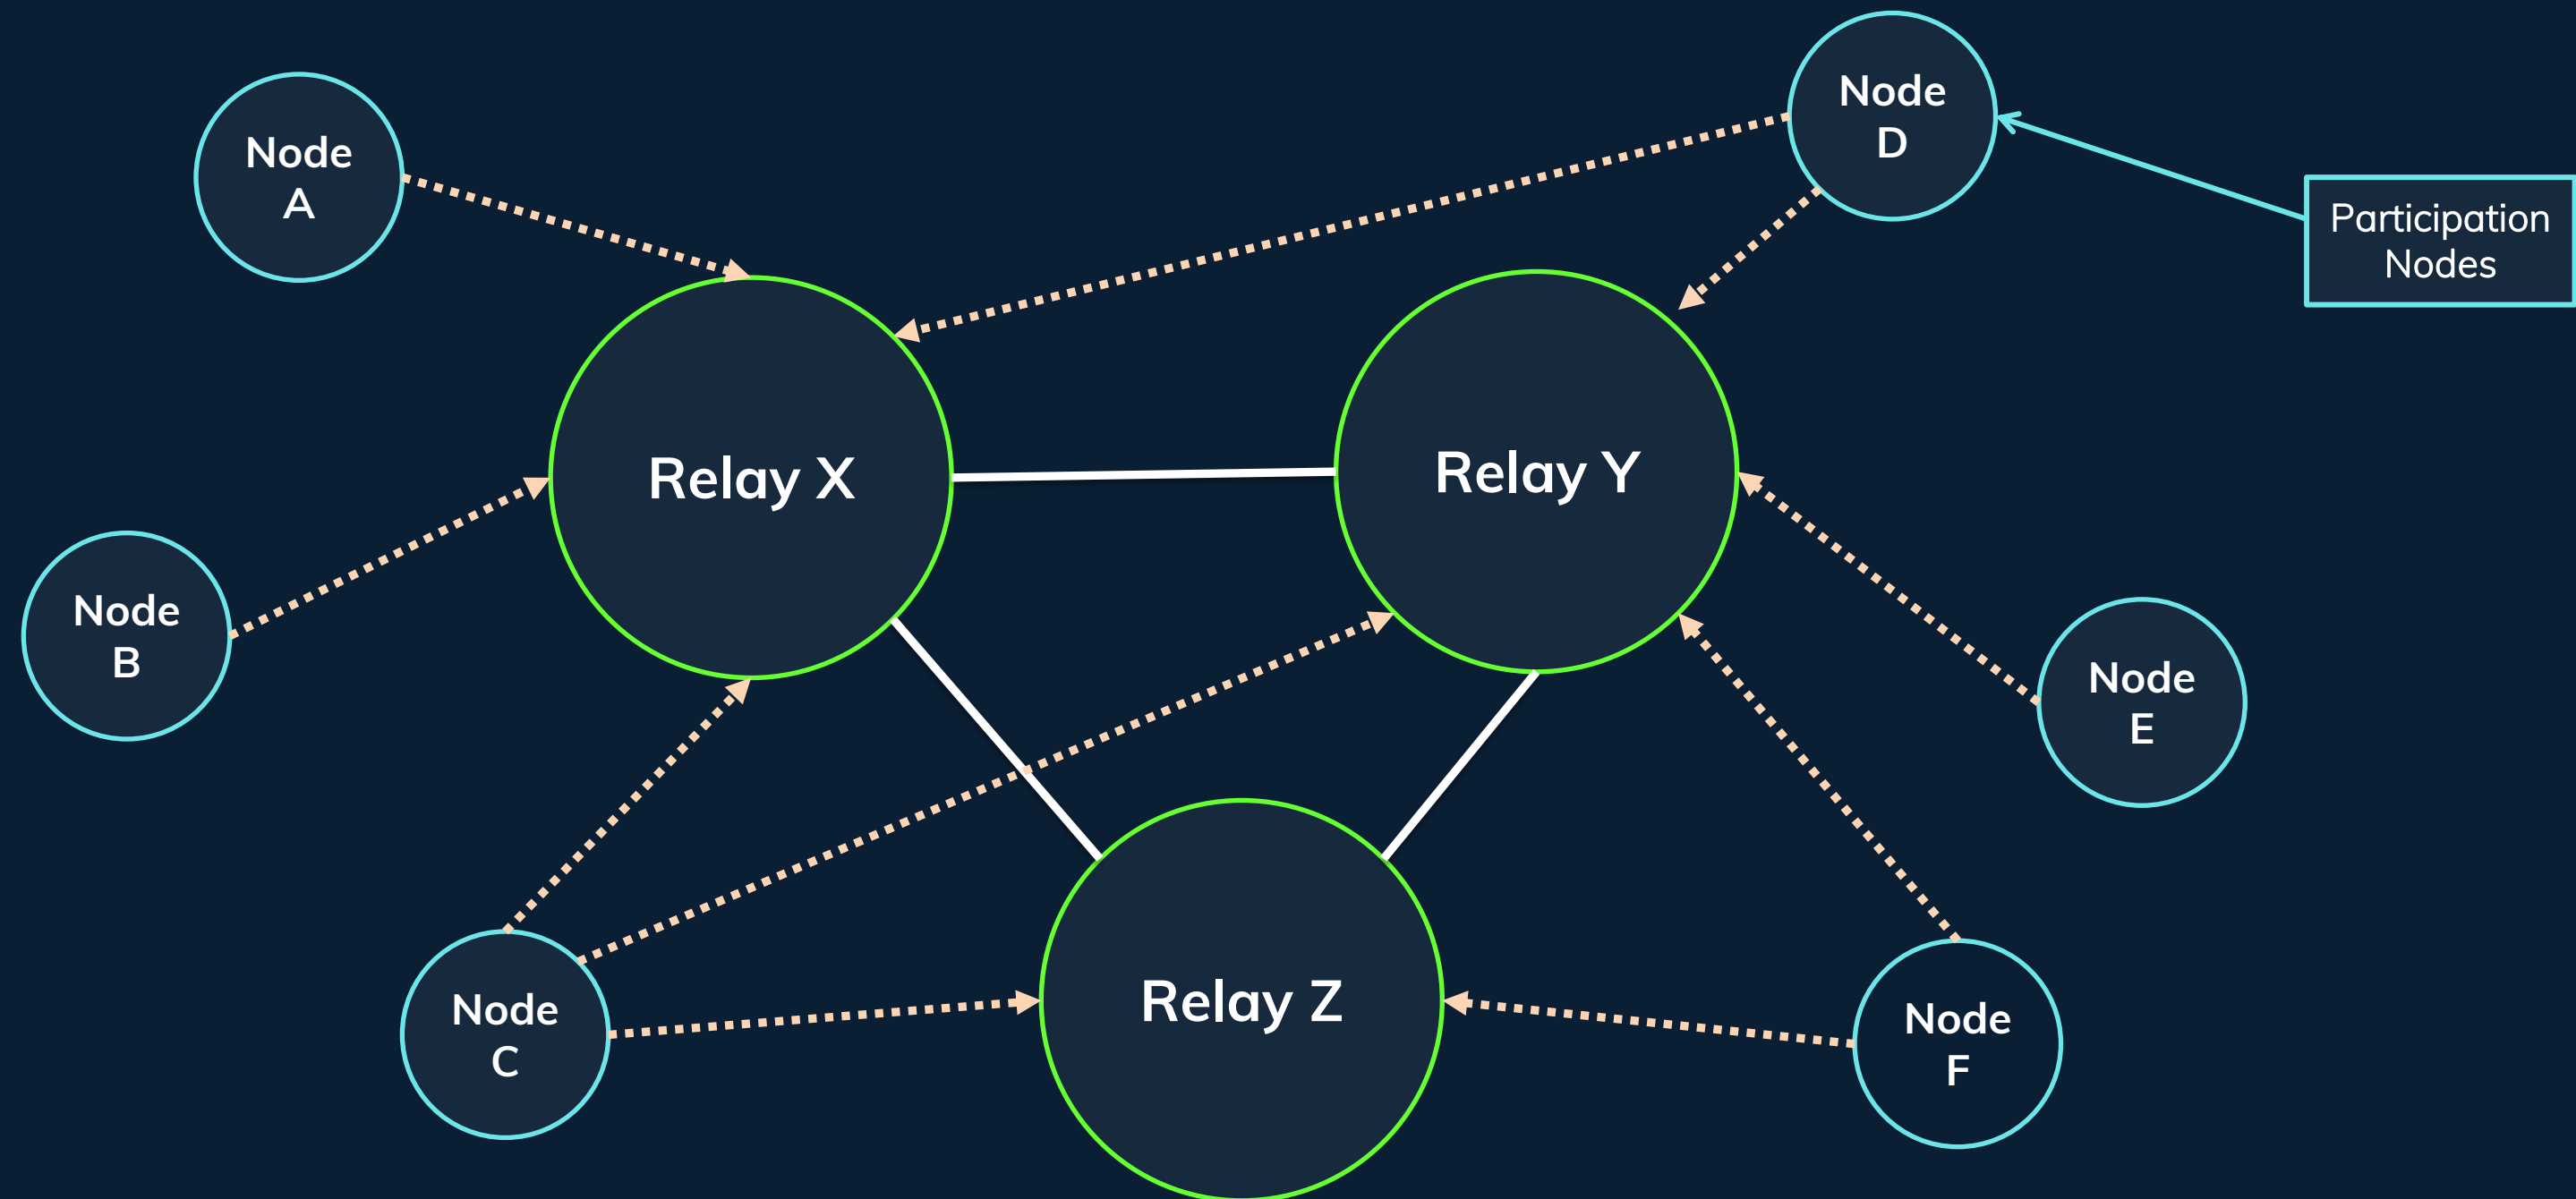 Node
A
Node
D
Participation
Nodes
Relay X
Relay Y
Node
B
Node
E
Node
C
Relay Z
Node
F